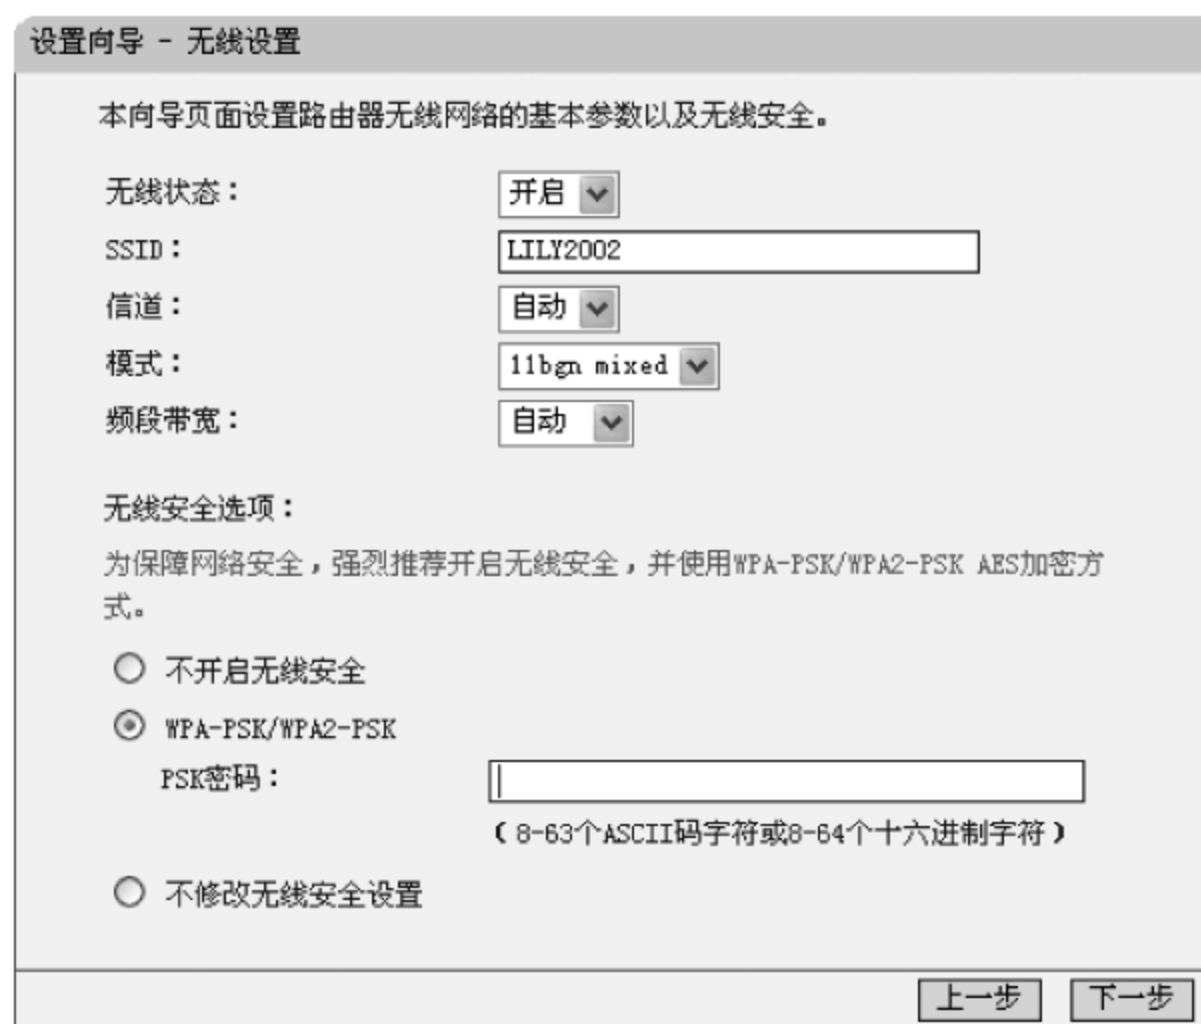 设置向导 - 无线设置
本向导页面设置路由器无线网络的基本参数以及无线安全。
无线状态： 开启
SSID： LILY2002
信道： 自动
模式： 11bgn mixed
频段带宽： 自动
无线安全选项：
为保障网络安全，强烈推荐开启无线安全，并使用WPA-PSK/WPA2-PSK AES加密方
式。
不开启无线安全
WPA-PSK/WPA2-PSK
PSK密码：
（8-63个ASCII码字符或8-64个十六进制字符）
不修改无线安全设置
上一步 下一步